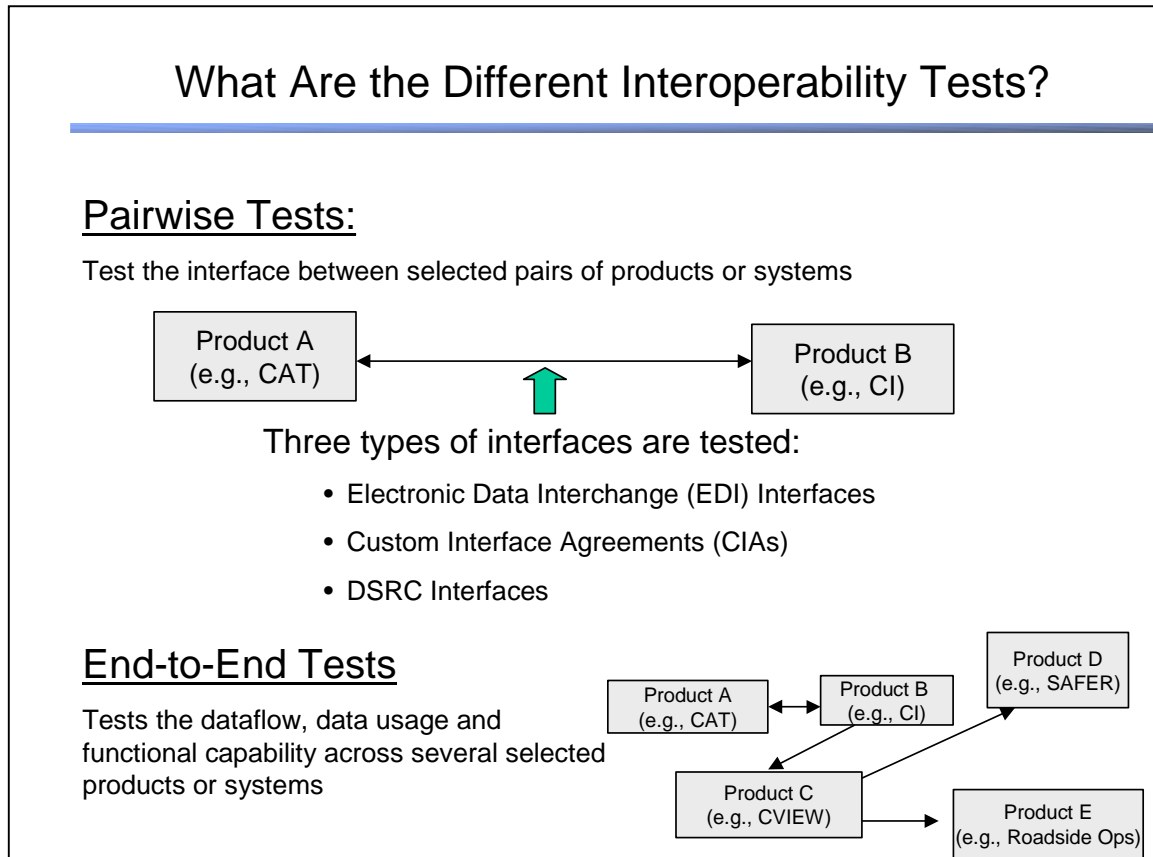 What Are the Different Interoperability Tests?
Pairwise Tests:
Test the interface between selected pairs of products or systems
Product A
(e.g., CAT)
Product B
(e.g., CI)
Three types of interfaces are tested:
• Electronic Data Interchange (EDI) Interfaces
• Custom Interface Agreements (CIAs)
• DSRC Interfaces
End-to-End Tests
Tests the dataflow, data usage and
functional capability across several selected
products or systems
Product A
(e.g., CAT)
Product B
(e.g., CI)
Product D
(e.g., SAFER)
Product C
(e.g., CVIEW)
Product E
(e.g., Roadside Ops)